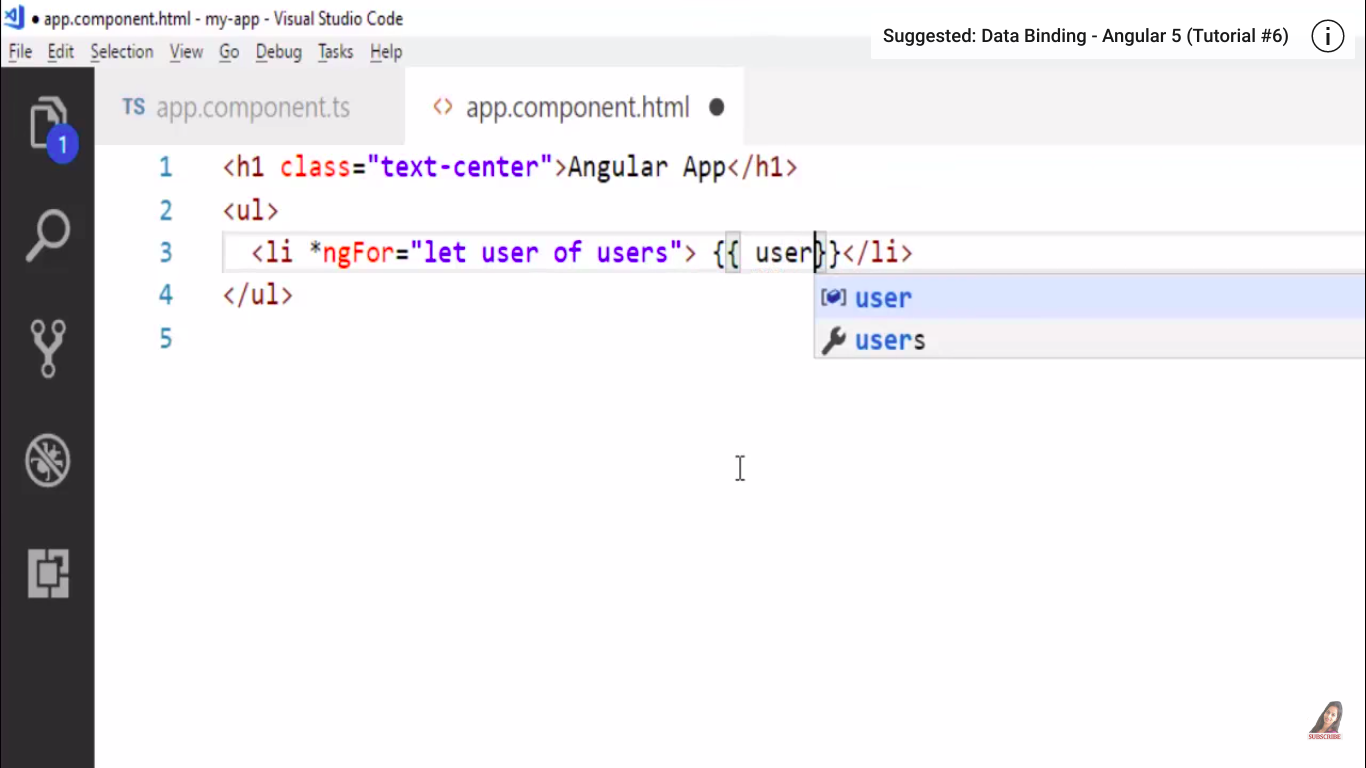 app.component.html - my-app - Visual Studio Code
File Edit Selection View Go Debug Tasks Help
Suggested: Data Binding - Angular 5 (Tutorial #6)
TS app.component.ts <> app.component.html
1
1 <h1 class="text-center">Angular App</h1>
2 <ul>
3 <li *ngFor="let user of users"> {{ user}}</li>
4 </ul>
5
user
users
SUBSCRIBE